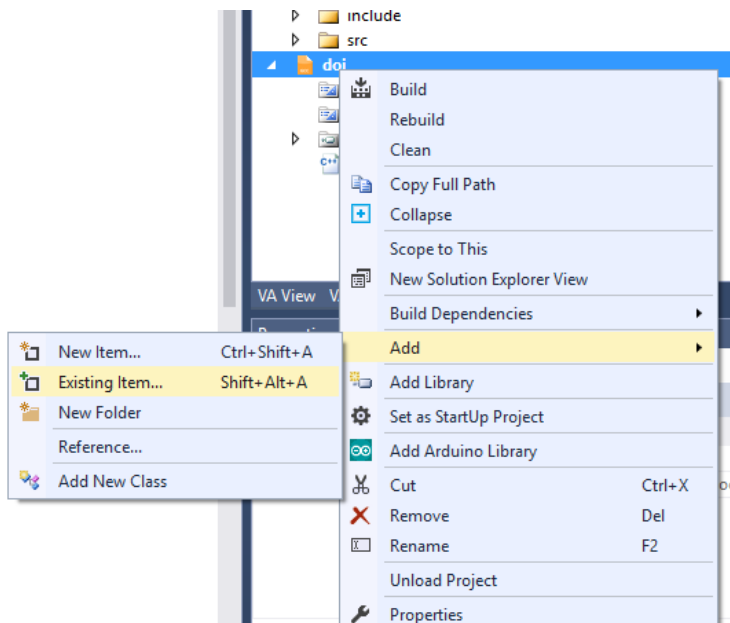 include
src
doi
Build
Rebuild
Clean
Copy Full Path
Collapse
Scope to This
New Solution Explorer View
VA View
Build Dependencies
Add
New Item... Ctrl+Shift+A
Existing Item... Shift+Alt+A
New Folder
Reference...
Add New Class
Add Library
Set as StartUp Project
Add Arduino Library
Cut Ctrl+X
Remove Del
Rename F2
Unload Project
Properties